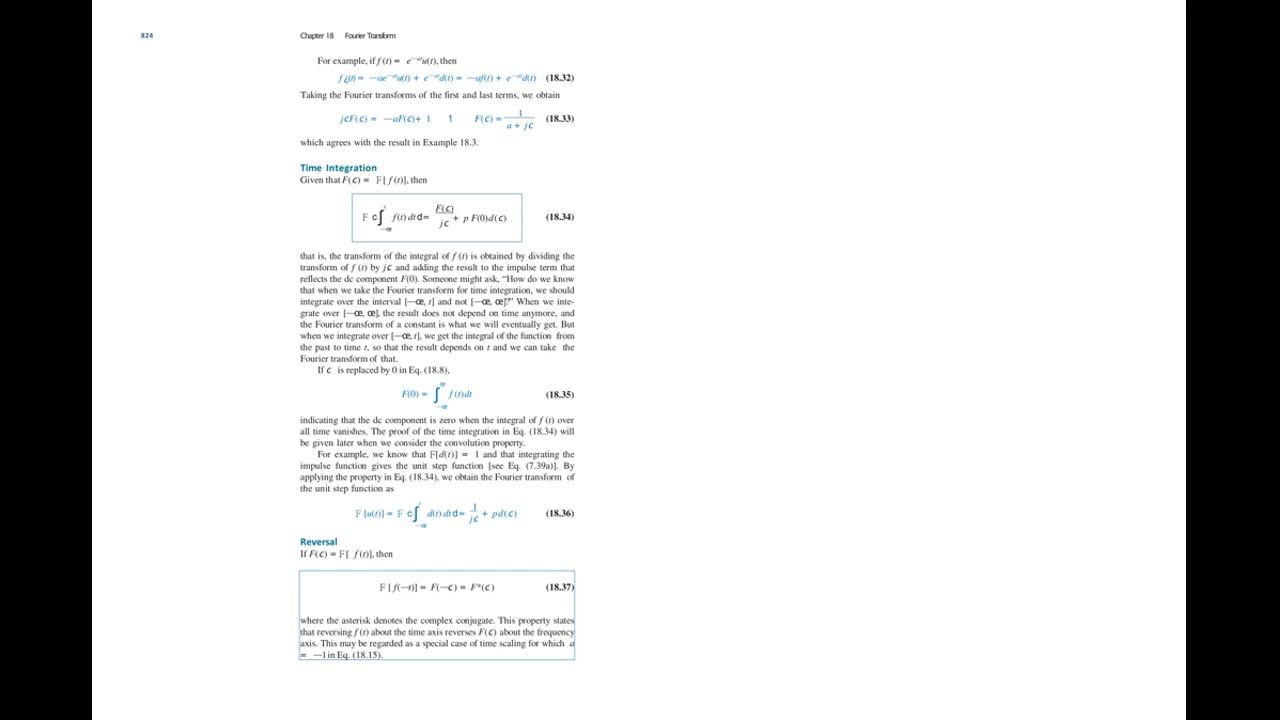 824
Chapter 18 Fourier Transform
For example, if f (t) = e⁻ᵃᵗu(t), then
f ¿(t) = —ae⁻ᵃᵗu(t) + e⁻ᵃᵗd(t) = —af(t) + e⁻ᵃᵗd(t) (18.32)
Taking the Fourier transforms of the first and last terms, we obtain
jcF(c) = —aF(c)+ 1 1 F(c) = 1 / a + jc (18.33)
which agrees with the result in Example 18.3.
Time Integration
Given that F(c) = F[ f (t)], then
F c∫ t —œ f(t) dtd= F(c) / jc + p F(0)d(c) (18.34)
that is, the transform of the integral of f (t) is obtained by dividing the
transform of f (t) by jc and adding the result to the impulse term that
reflects the dc component F(0). Someone might ask, "How do we know
that when we take the Fourier transform for time integration, we should
integrate over the interval [—œ, t] and not [—œ, œ]?" When we inte-
grate over [—œ, œ], the result does not depend on time anymore, and
the Fourier transform of a constant is what we will eventually get. But
when we integrate over [—œ, t], we get the integral of the function from
the past to time t, so that the result depends on t and we can take the
Fourier transform of that.
If c is replaced by 0 in Eq. (18.8),
F(0) = ∫ œ —œ f (t)dt (18.35)
indicating that the dc component is zero when the integral of f (t) over
all time vanishes. The proof of the time integration in Eq. (18.34) will
be given later when we consider the convolution property.
For example, we know that F[d(t)] = 1 and that integrating the
impulse function gives the unit step function [see Eq. (7.39a)]. By
applying the property in Eq. (18.34), we obtain the Fourier transform of
the unit step function as
F [u(t)] = F c∫ t —œ d(t) dtd= 1 / jc + pd(c) (18.36)
Reversal
If F(c) = F[ f (t)], then
F [ f(—t)] = F(—c) = F*(c) (18.37)
where the asterisk denotes the complex conjugate. This property states
that reversing f (t) about the time axis reverses F(c) about the frequency
axis. This may be regarded as a special case of time scaling for which a
= —1 in Eq. (18.15).